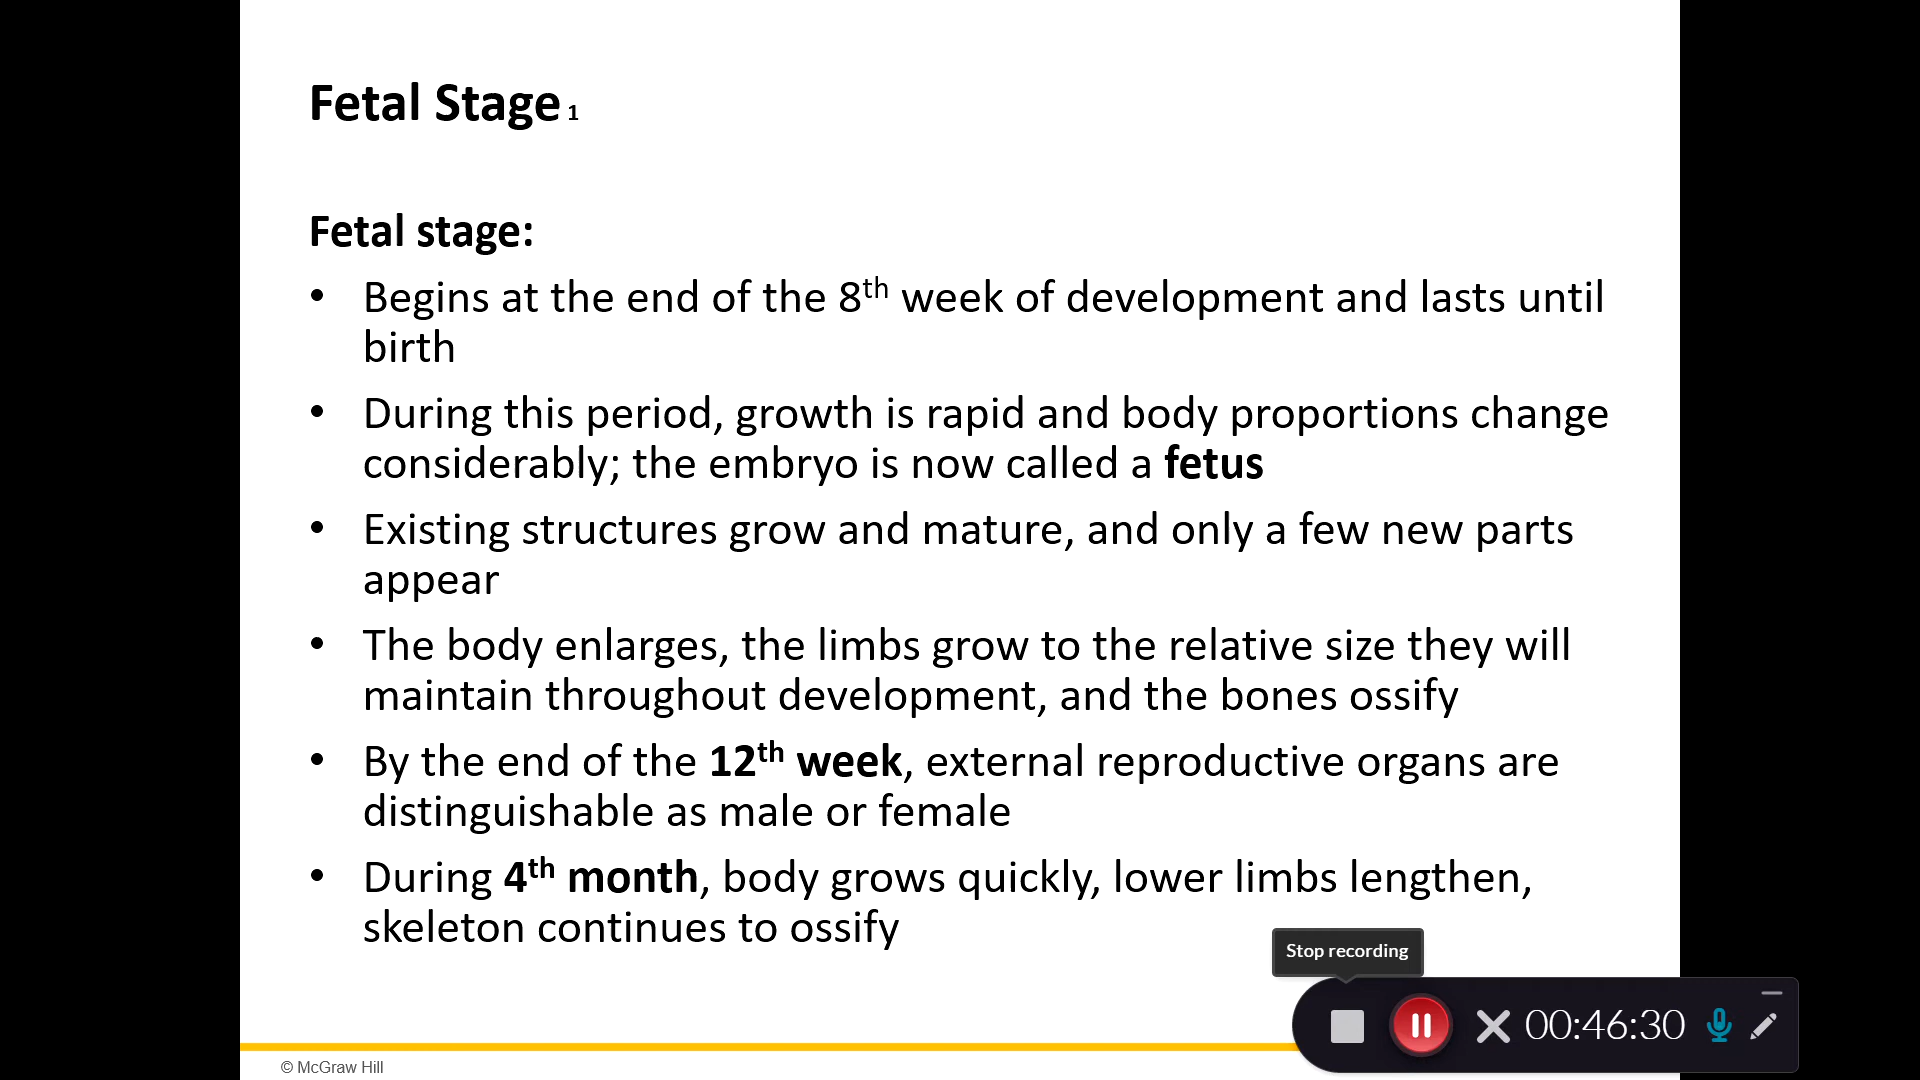 Fetal Stage 1
Fetal stage:
• Begins at the end of the 8th week of development and lasts until
birth
• During this period, growth is rapid and body proportions change
considerably; the embryo is now called a fetus
• Existing structures grow and mature, and only a few new parts
appear
• The body enlarges, the limbs grow to the relative size they will
maintain throughout development, and the bones ossify
• By the end of the 12th week, external reproductive organs are
distinguishable as male or female
• During 4th month, body grows quickly, lower limbs lengthen,
skeleton continues to ossify
Stop recording
00:46:30
© McGraw Hill